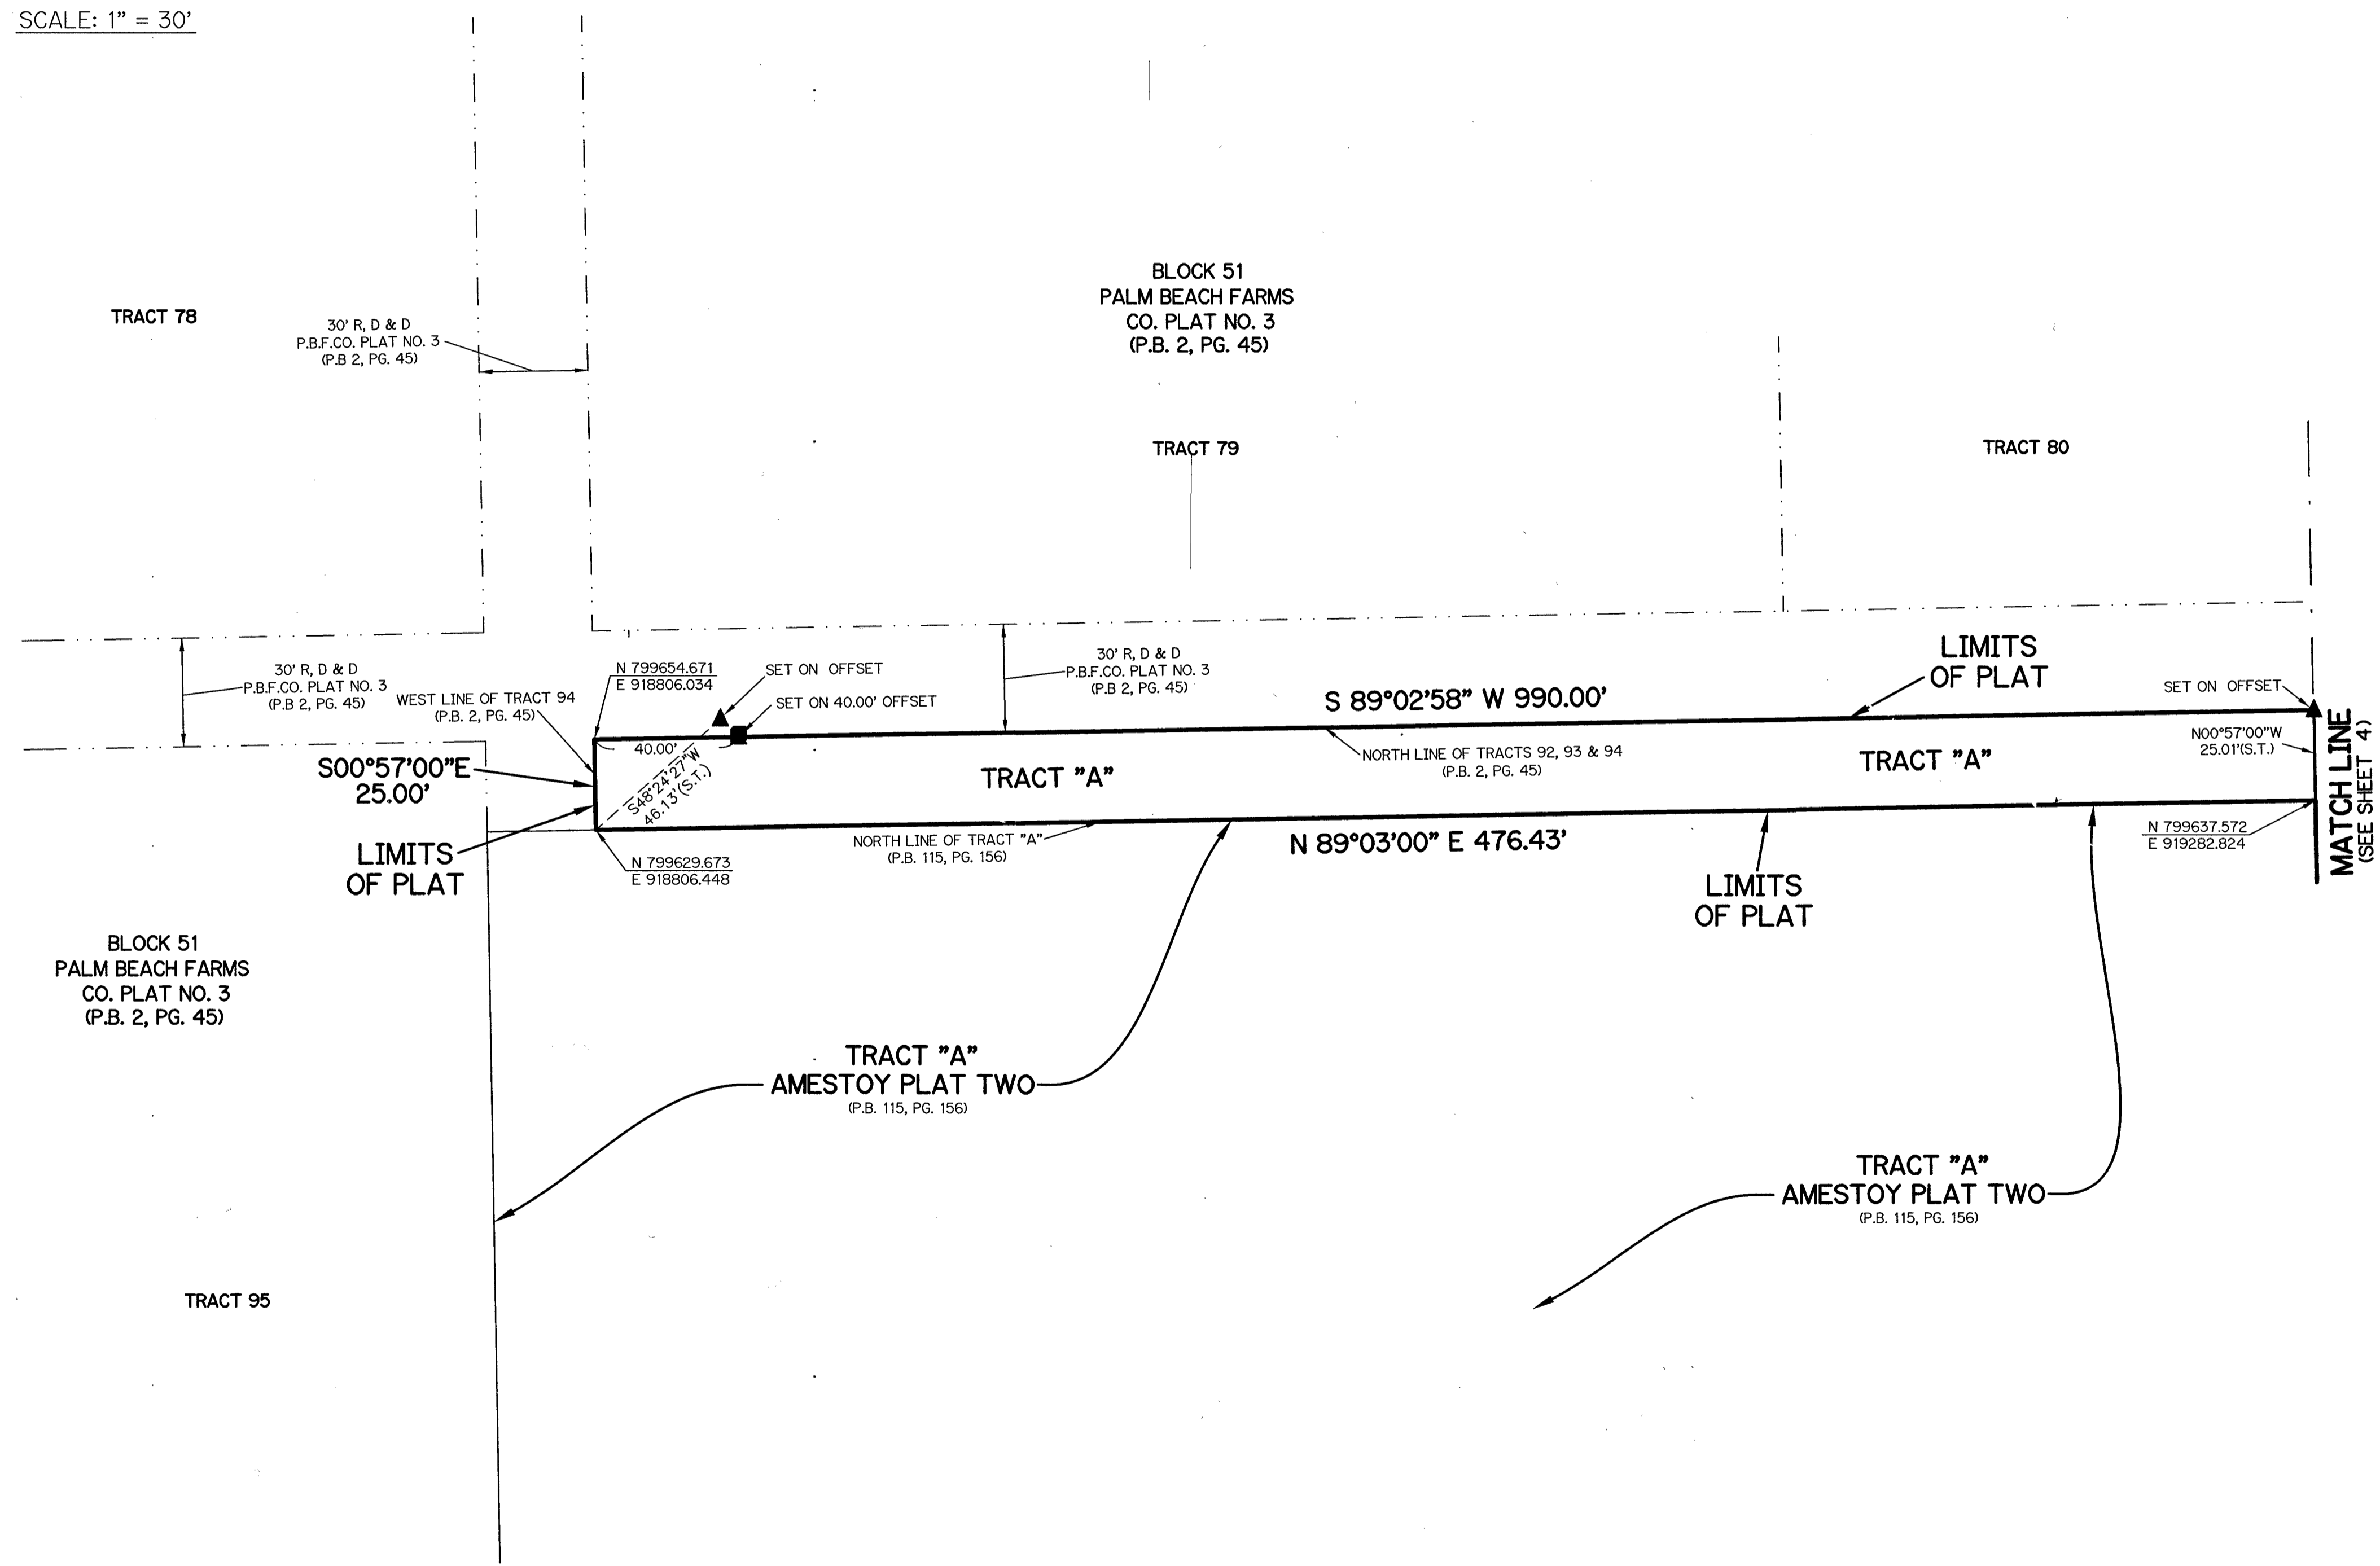 SCALE: 1" = 30'
BLOCK 51
PALM BEACH FARMS
CO. PLAT NO. 3
(P.B. 2, PG. 45)
TRACT 78
30' R, D & D
P.B.F.CO. PLAT NO. 3
(P.B 2, PG. 45)
TRACT 79
TRACT 80
30' R, D & D
P.B.F.CO. PLAT NO. 3
(P.B 2, PG. 45)
WEST LINE OF TRACT 94
(P.B. 2, PG. 45)
N 799654.671
E 918806.034
SET ON OFFSET
SET ON 40.00' OFFSET
30' R, D & D
P.B.F.CO. PLAT NO. 3
(P.B 2, PG. 45)
S 89°02'58" W 990.00'
LIMITS
OF PLAT
SET ON OFFSET
N00°57'00"W
25.01'(S.T.)
MATCH LINE
(SEE SHEET 4)
40.00'
S48°24'27"W
46.13'(S.T.)
S00°57'00"E
25.00'
TRACT "A"
NORTH LINE OF TRACTS 92, 93 & 94
(P.B. 2, PG. 45)
TRACT "A"
LIMITS
OF PLAT
N 799629.673
E 918806.448
NORTH LINE OF TRACT "A"
(P.B. 115, PG. 156)
N 89°03'00" E 476.43'
LIMITS
OF PLAT
N 799637.572
E 919282.824
BLOCK 51
PALM BEACH FARMS
CO. PLAT NO. 3
(P.B. 2, PG. 45)
TRACT "A"
AMESTOY PLAT TWO
(P.B. 115, PG. 156)
TRACT "A"
AMESTOY PLAT TWO
(P.B. 115, PG. 156)
TRACT 95